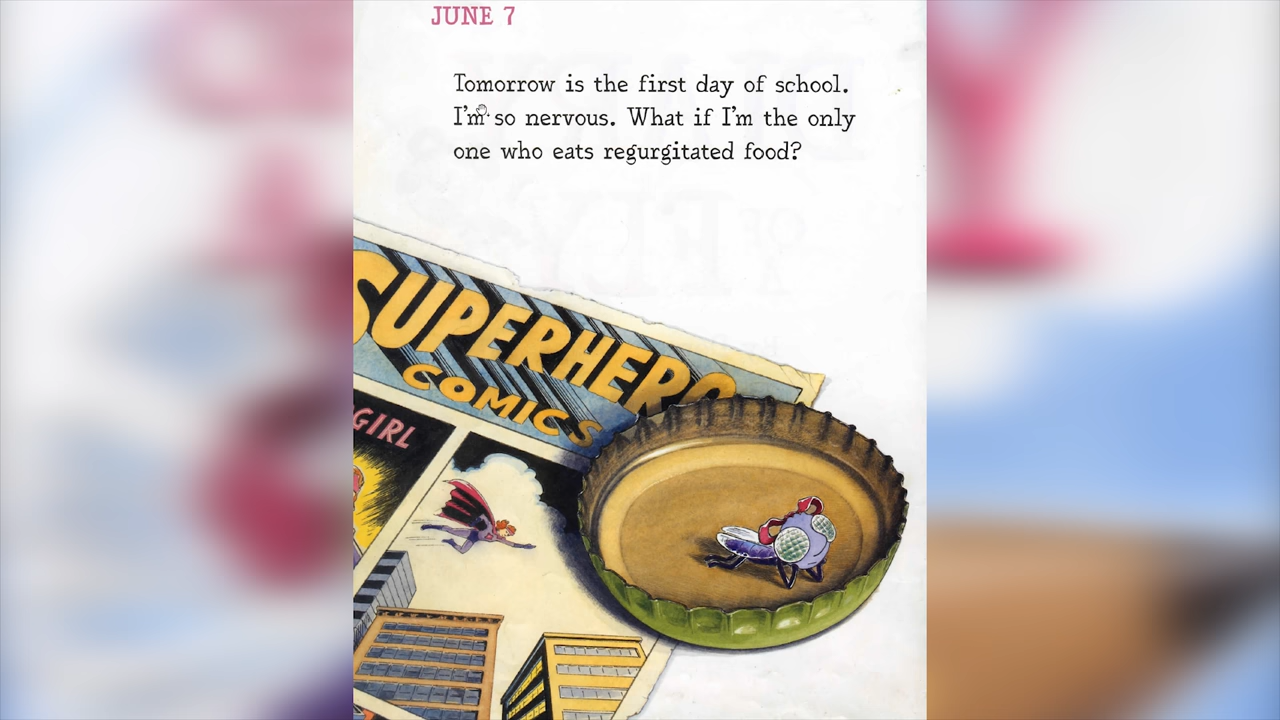 JUNE 7
Tomorrow is the first day of school.
I'm so nervous. What if I'm the only
one who eats regurgitated food?
SUPERHERO
COMICS
GIRL